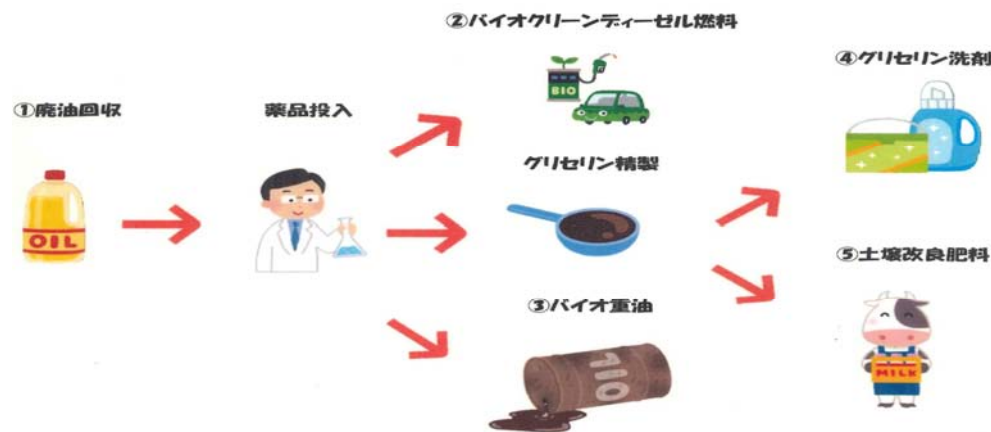 ②バイオクリーンディーゼル燃料
BIO
④グリセリン洗剤
①廃油回収
薬品投入
OIL
グリセリン精製
⑤土壌改良肥料
③バイオ重油
OIL
MILK